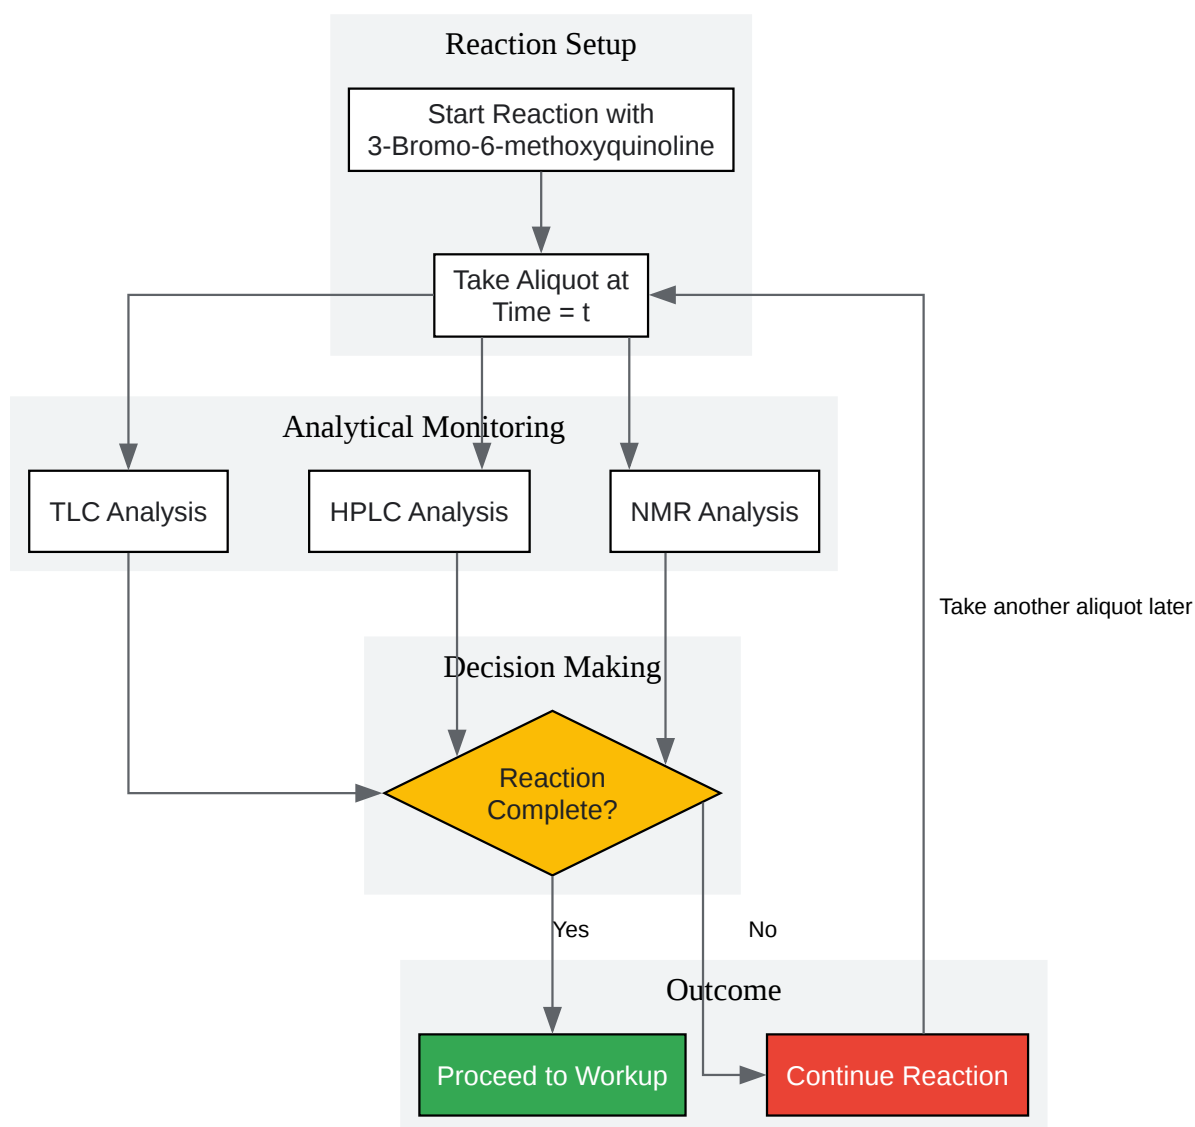 Reaction Setup
Start Reaction with
3-Bromo-6-methoxyquinoline
Take Aliquot at
Time = t
Analytical Monitoring
TLC Analysis
HPLC Analysis
NMR Analysis
Take another aliquot later
Decision Making
Reaction
Complete?
Yes
No
Outcome
Proceed to Workup
Continue Reaction